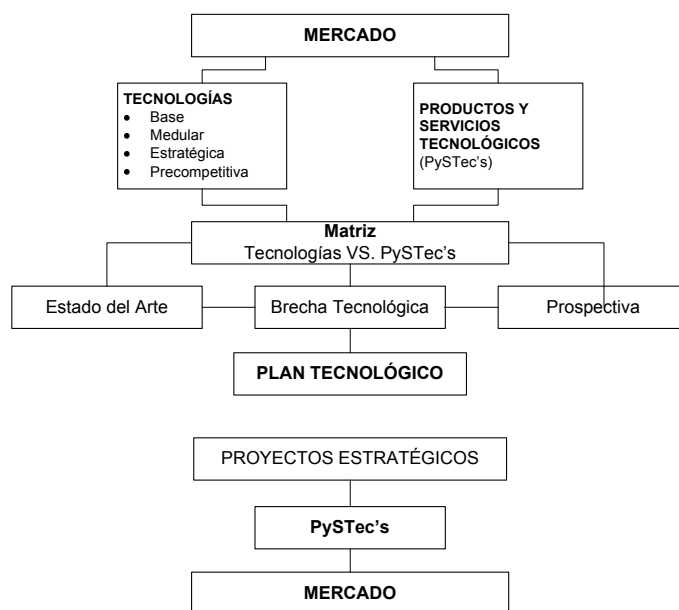 MERCADO
TECNOLOGÍAS
• Base
• Medular
• Estratégica
• Precompetitiva
PRODUCTOS Y
SERVICIOS
TECNOLÓGICOS
(PySTec's)
Matriz
Tecnologías VS. PySTec's
Estado del Arte
Brecha Tecnológica
Prospectiva
PLAN TECNOLÓGICO
PROYECTOS ESTRATÉGICOS
PySTec's
MERCADO